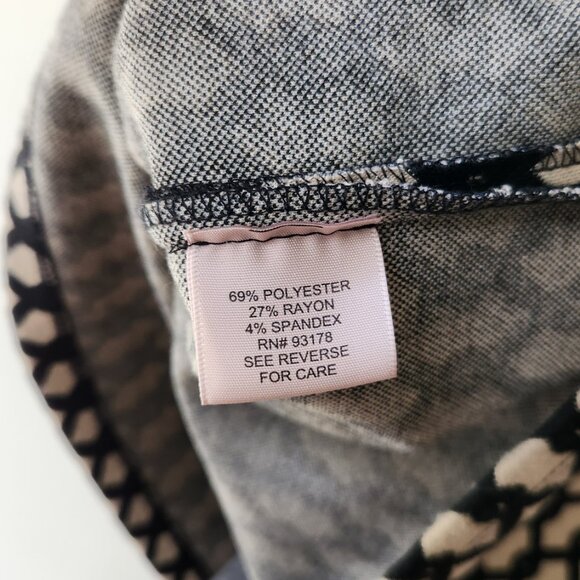 69% POLYESTER
27% RAYON
4% SPANDEX
RN# 93178
SEE REVERSE
FOR CARE